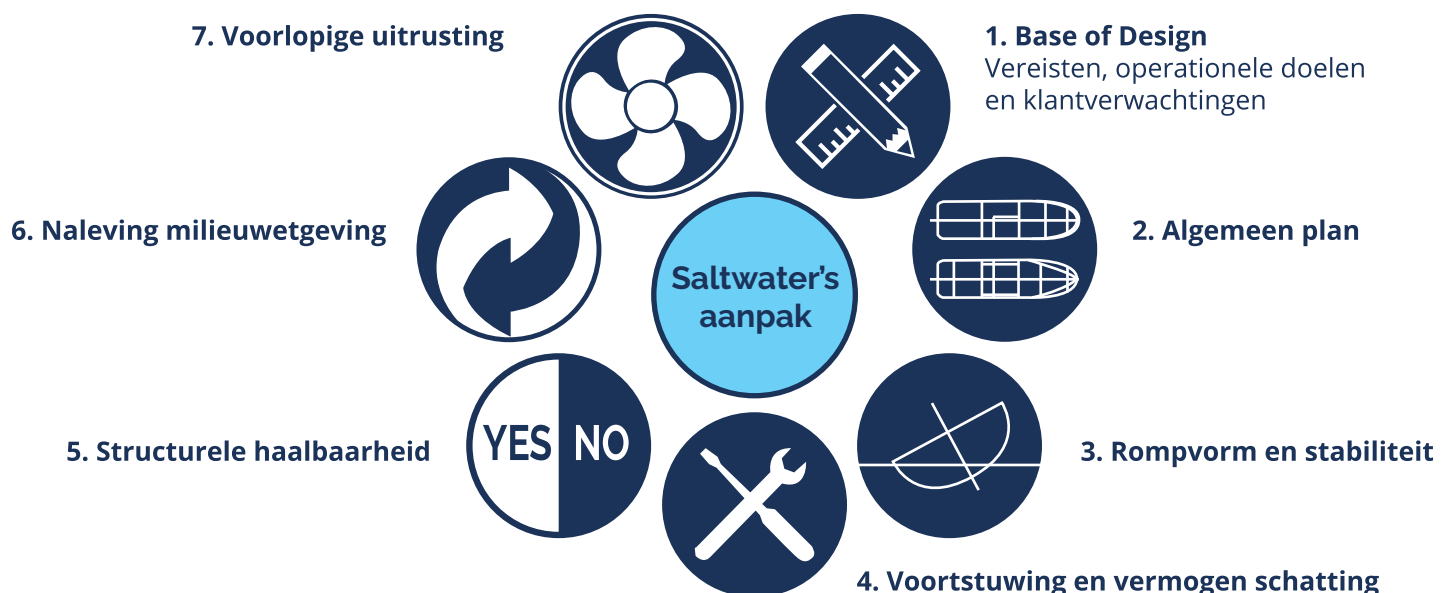 7. Voorlopige uitrusting
1. Base of Design
Vereisten, operationele doelen
en klantverwachtingen
6. Naleving milieuwetgeving
2. Algemeen plan
Saltwater's
aanpak
5. Structurele haalbaarheid
YES NO
3. Rompvorm en stabiliteit
4. Voortstuwing en vermogen schatting